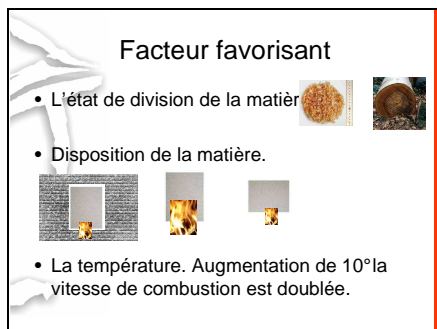 Facteur favorisant
• L'état de division de la matièr
• Disposition de la matière.
• La température. Augmentation de 10° la
vitesse de combustion est doublée.